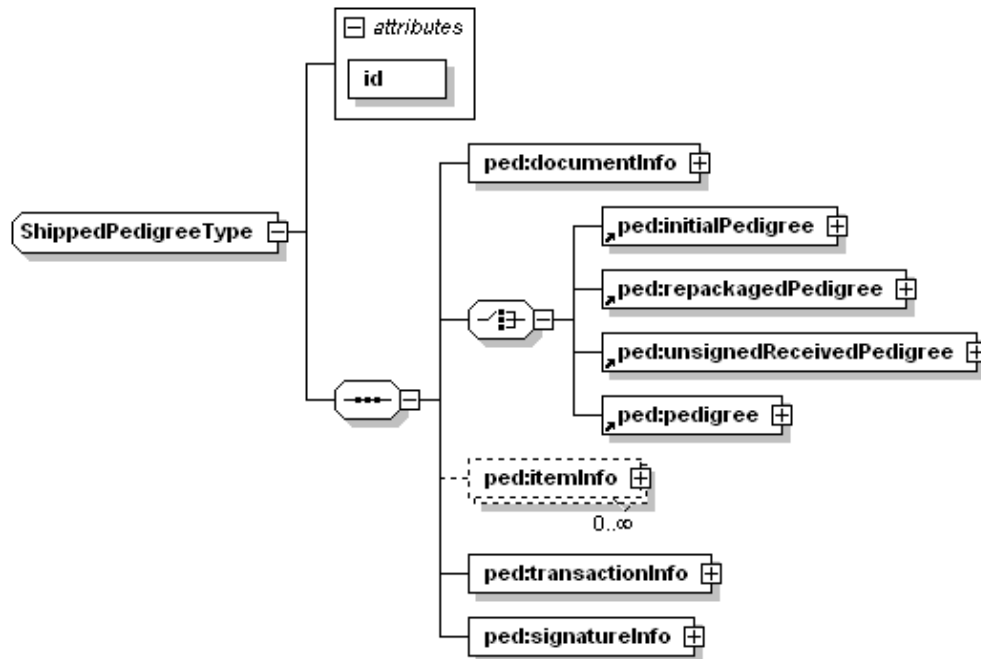 attributes
id
ped:documentInfo
ped:initialPedigree
ShippedPedigreeType
ped:repackagedPedigree
ped:unsignedReceivedPedigree
ped:pedigree
ped:itemInfo
0..∞
ped:transactionInfo
ped:signatureInfo